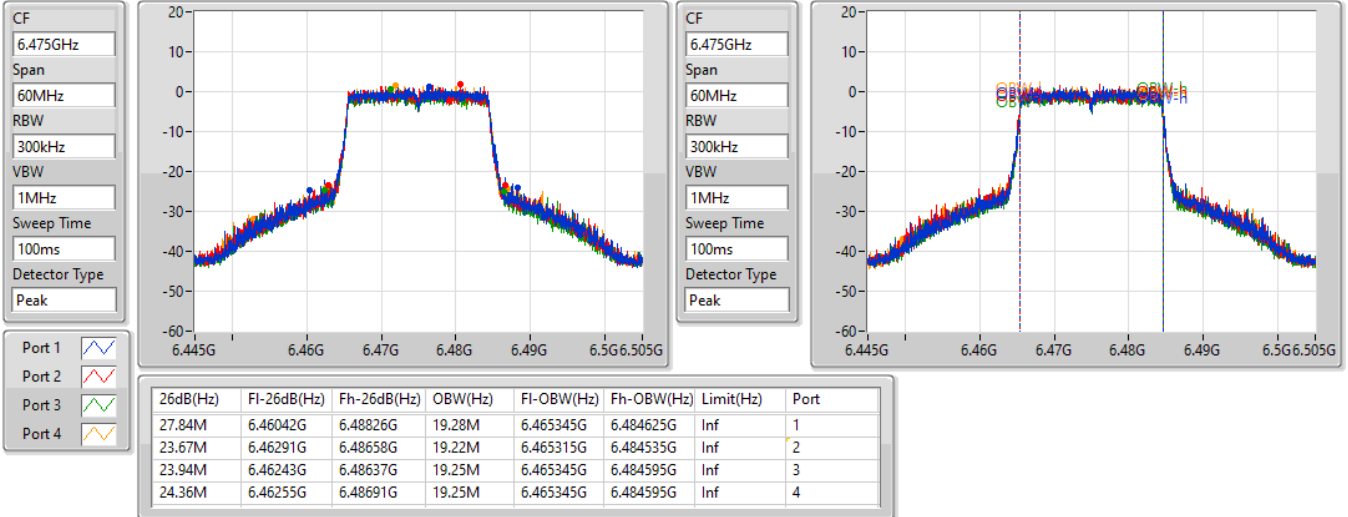 CF
6.475GHz
Span
60MHz
RBW
300kHz
VBW
1MHz
Sweep Time
100ms
Detector Type
Peak
20
10
0
-10
-20
-30
-40
-50
-60
6.445G 6.46G 6.47G 6.48G 6.49G 6.5G 6.505G
CF
6.475GHz
Span
60MHz
RBW
300kHz
VBW
1MHz
Sweep Time
100ms
Detector Type
Peak
20
10
0
-10
-20
-30
-40
-50
-60
6.445G 6.46G 6.47G 6.48G 6.49G 6.5G 6.505G
Port 1
Port 2
Port 3
Port 4
26dB(Hz) Fl-26dB(Hz) Fh-26dB(Hz) OBW(Hz) Fl-OBW(Hz) Fh-OBW(Hz) Limit(Hz) Port
27.84M 6.46042G 6.48826G 19.28M 6.465345G 6.484625G Inf 1
23.67M 6.46291G 6.48658G 19.22M 6.465315G 6.484535G Inf 2
23.94M 6.46243G 6.48637G 19.25M 6.465345G 6.484595G Inf 3
24.36M 6.46255G 6.48691G 19.25M 6.465345G 6.484595G Inf 4